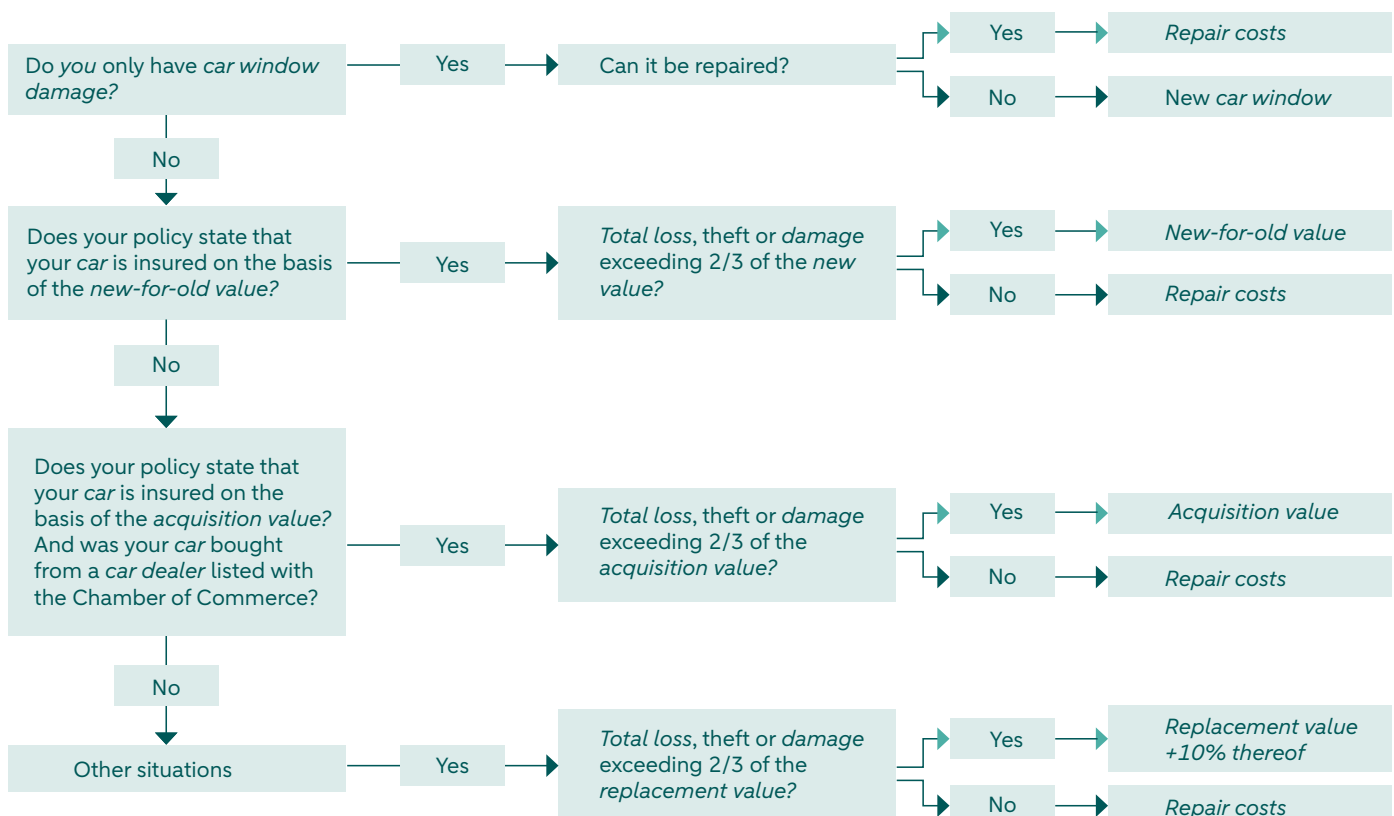 Do you only have car window
damage?
Yes
Can it be repaired?
Yes
Repair costs
No
New car window
No
Does your policy state that
your car is insured on the basis
of the new-for-old value?
Yes
Total loss, theft or damage
exceeding 2/3 of the new
value?
Yes
New-for-old value
No
Repair costs
No
Does your policy state that
your car is insured on the
basis of the acquisition value?
And was your car bought
from a car dealer listed with
the Chamber of Commerce?
Yes
Total loss, theft or damage
exceeding 2/3 of the
acquisition value?
Yes
Acquisition value
No
Repair costs
No
Other situations
Yes
Total loss, theft or damage
exceeding 2/3 of the
replacement value?
Yes
Replacement value
+10% thereof
No
Repair costs